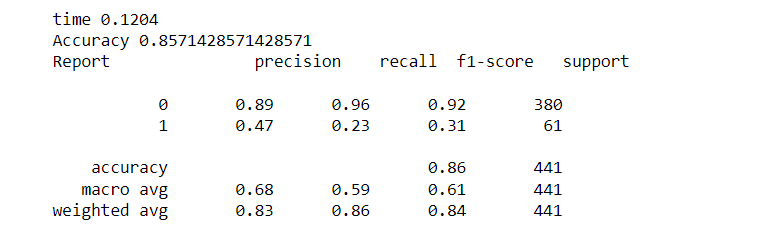 time 0.1204
Accuracy 0.8571428571428571
Report precision recall f1-score support
0 0.89 0.96 0.92 380
1 0.47 0.23 0.31 61
accuracy 0.86 441
macro avg 0.68 0.59 0.61 441
weighted avg 0.83 0.86 0.84 441